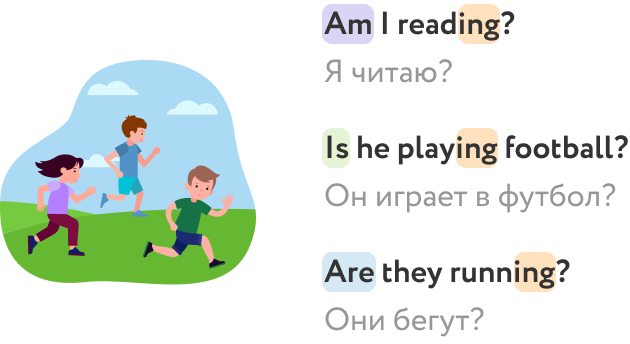 Am I reading?
Я читаю?
Is he playing football?
Он играет в футбол?
Are they running?
Они бегут?